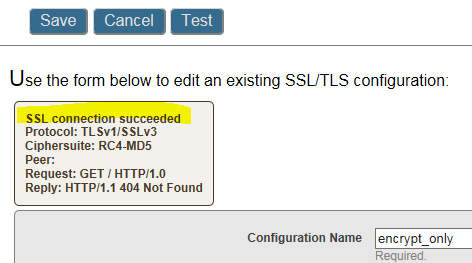 Save Cancel Test
Use the form below to edit an existing SSL/TLS configuration:
SSL connection succeeded
Protocol: TLSv1/SSLv3
Ciphersuite: RC4-MD5
Peer:
Request: GET / HTTP/1.0
Reply: HTTP/1.1 404 Not Found
Configuration Name encrypt_only
Required.